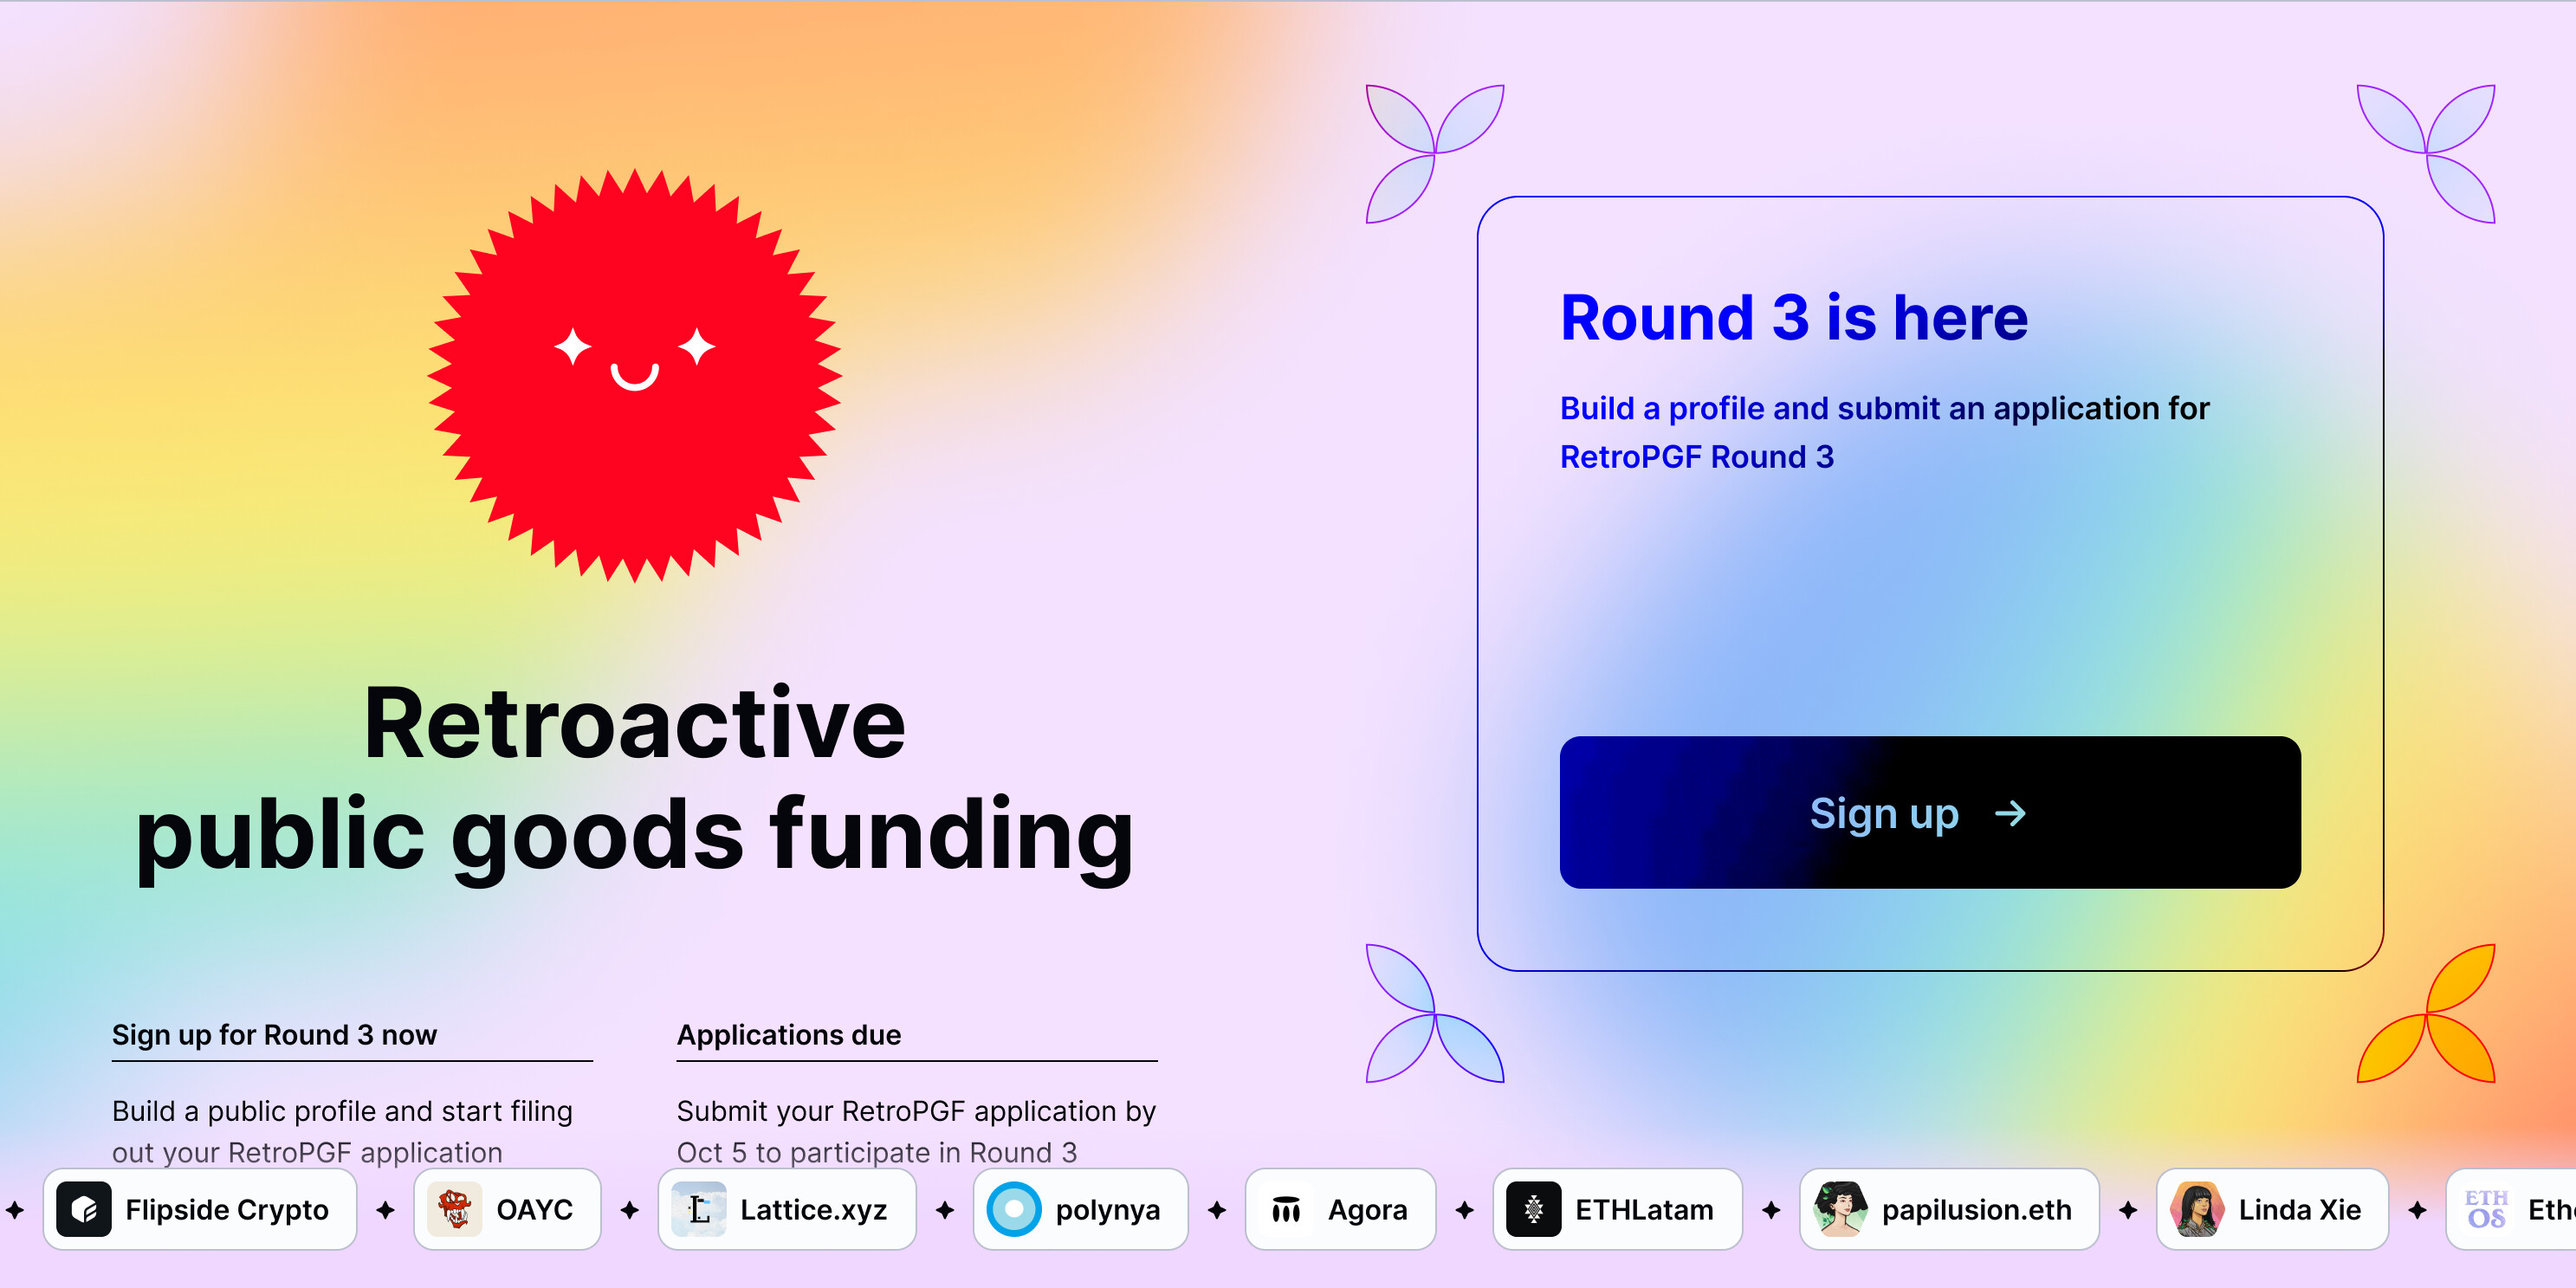 Retroactive
public goods funding
Sign up for Round 3 now
Build a public profile and start filing
out your RetroPGF application
Applications due
Submit your RetroPGF application by
Oct 5 to participate in Round 3
Round 3 is here
Build a profile and submit an application for
RetroPGF Round 3
Sign up
Flipside Crypto
OAYC
Lattice.xyz
polynya
Agora
ETHLatam
papilusion.eth
Linda Xie
ETH
OS